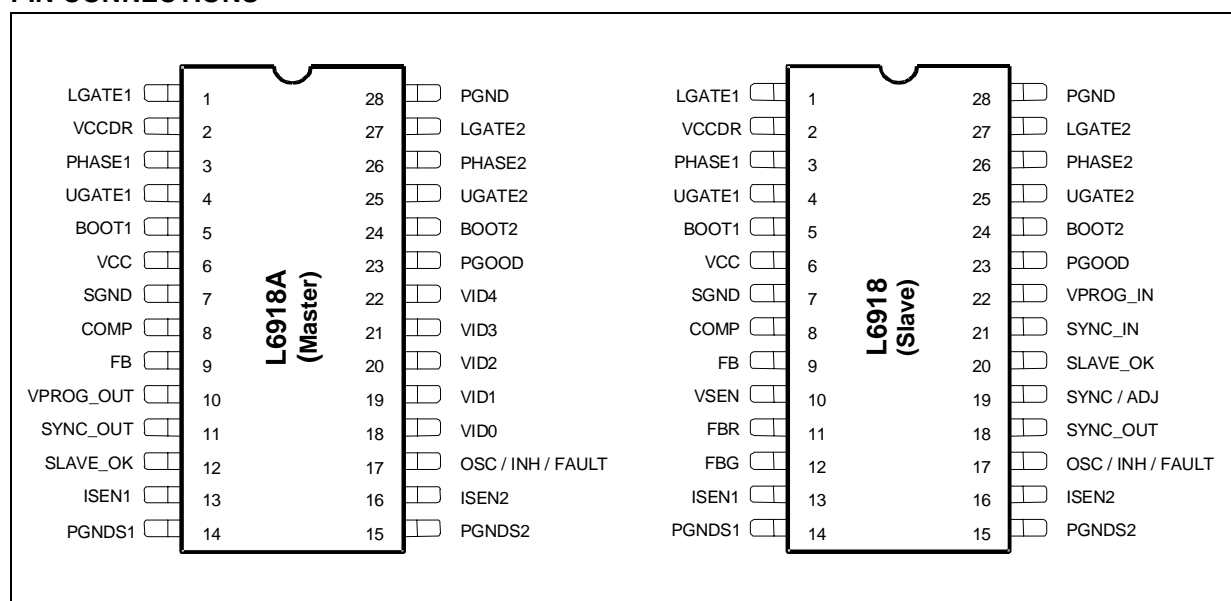 LGATE1 1 28 PGND
VCCDR 2 27 LGATE2
PHASE1 3 26 PHASE2
UGATE1 4 25 UGATE2
BOOT1 5 24 BOOT2
VCC 6 23 PGOOD
SGND 7 22 VID4
COMP 8 21 VID3
FB 9 20 VID2
VPROG_OUT 10 19 VID1
SYNC_OUT 11 18 VID0
SLAVE_OK 12 17 OSC / INH / FAULT
ISEN1 13 16 ISEN2
PGNDS1 14 15 PGNDS2
L6918A
(Master)
LGATE1 1 28 PGND
VCCDR 2 27 LGATE2
PHASE1 3 26 PHASE2
UGATE1 4 25 UGATE2
BOOT1 5 24 BOOT2
VCC 6 23 PGOOD
SGND 7 22 VPROG_IN
COMP 8 21 SYNC_IN
FB 9 20 SLAVE_OK
VSEN 10 19 SYNC / ADJ
FBR 11 18 SYNC_OUT
FBG 12 17 OSC / INH / FAULT
ISEN1 13 16 ISEN2
PGNDS1 14 15 PGNDS2
L6918
(Slave)